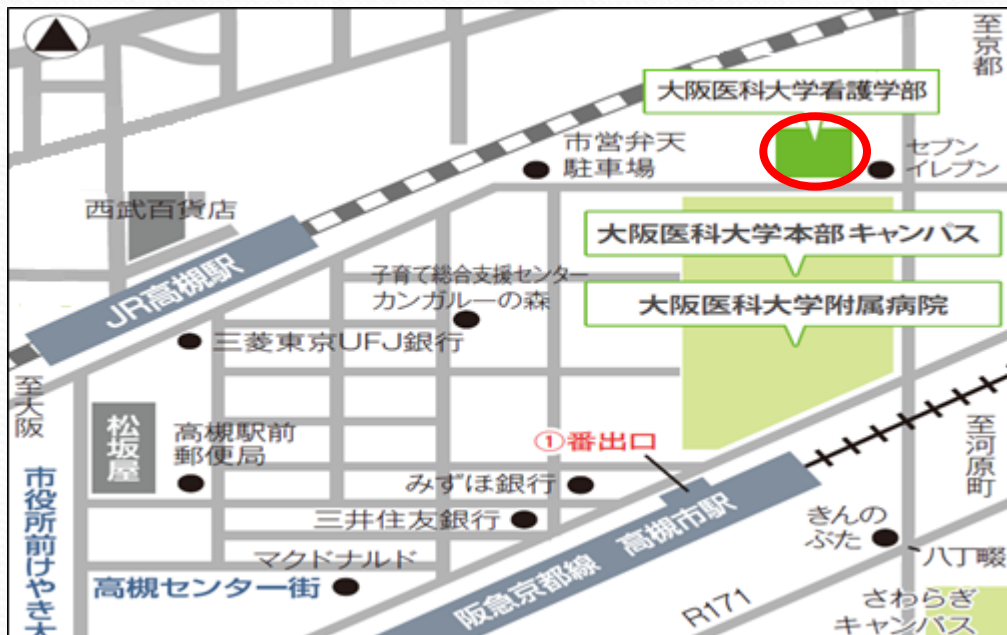 至京都
大阪医科大学看護学部
市営弁天
駐車場
セブン
イレブン
西武百貨店
大阪医科大学本部キャンパス
JR高槻駅
子育て総合支援センター
カンガルーの森
大阪医科大学附属病院
三菱東京UFJ銀行
至大阪
松坂屋
高槻駅前
郵便局
①番出口
至河原町
市役所前けやき大
みずほ銀行
三井住友銀行
きんの
ぶた
マクドナルド
高槻センター街
阪急京都線 高槻市駅
八丁畷
R171
さわらぎ
キャンパス